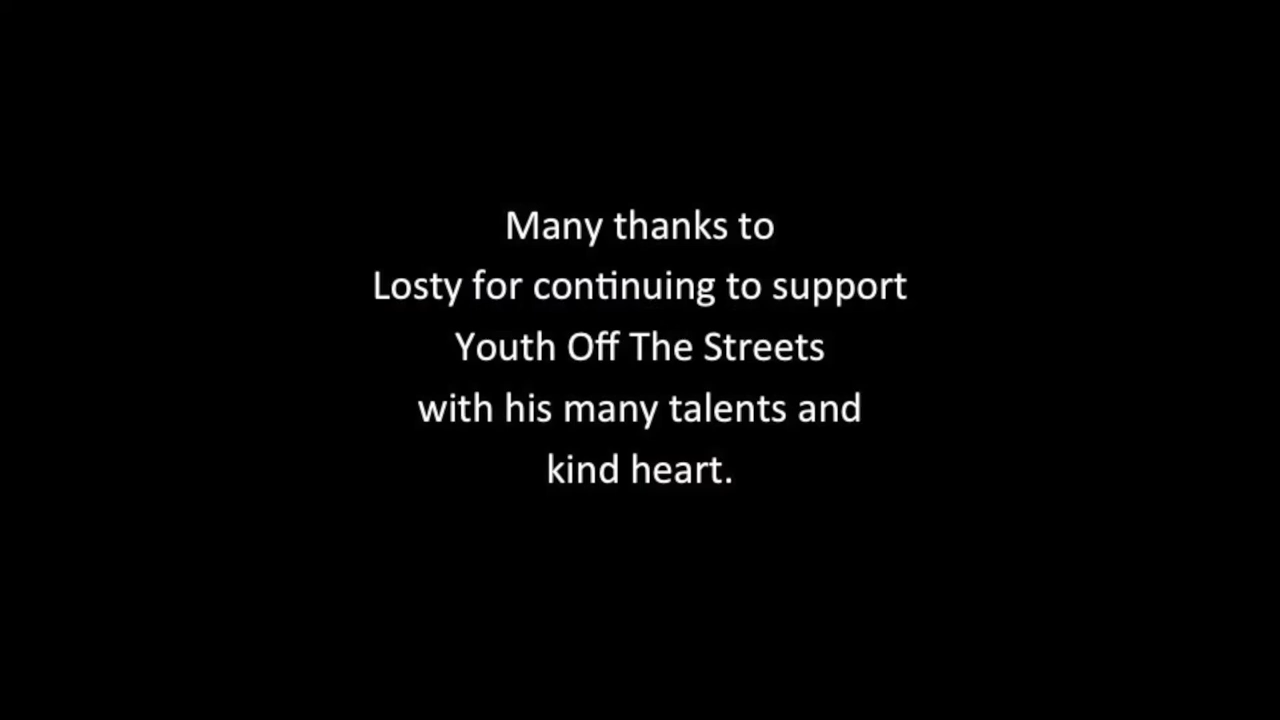 Many thanks to
Losty for continuing to support
Youth Off The Streets
with his many talents and
kind heart.